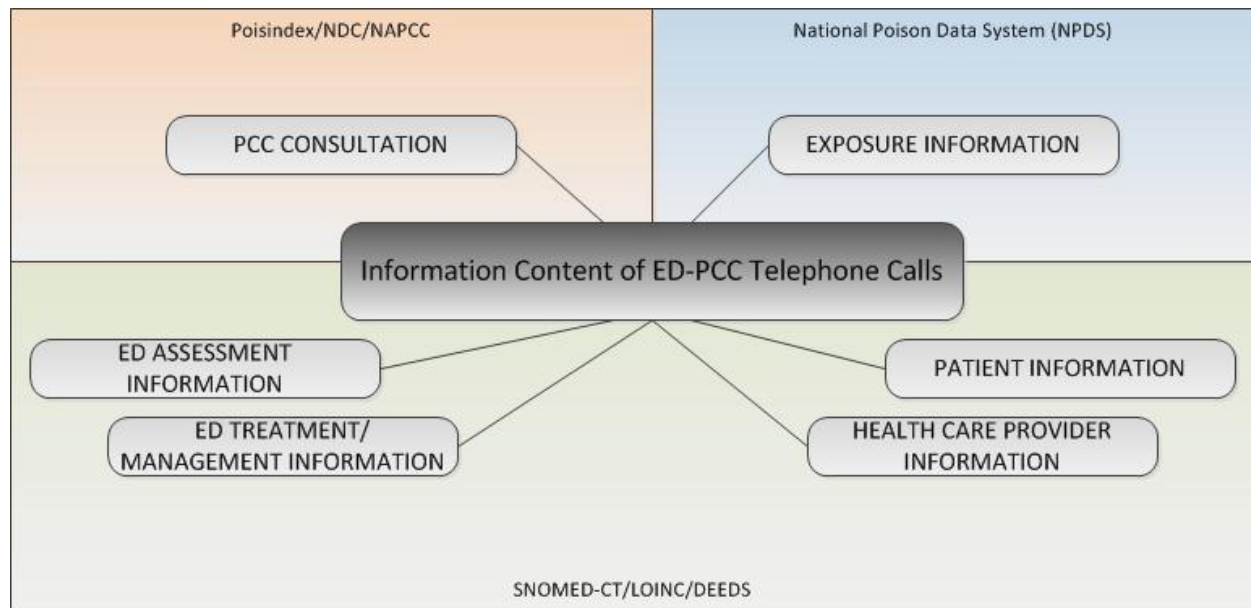 Poisindex/NDC/NAPCC
National Poison Data System (NPDS)
PCC CONSULTATION
EXPOSURE INFORMATION
Information Content of ED-PCC Telephone Calls
ED ASSESSMENT
INFORMATION
PATIENT INFORMATION
ED TREATMENT/
MANAGEMENT INFORMATION
HEALTH CARE PROVIDER
INFORMATION
SNOMED-CT/LOINC/DEEDS